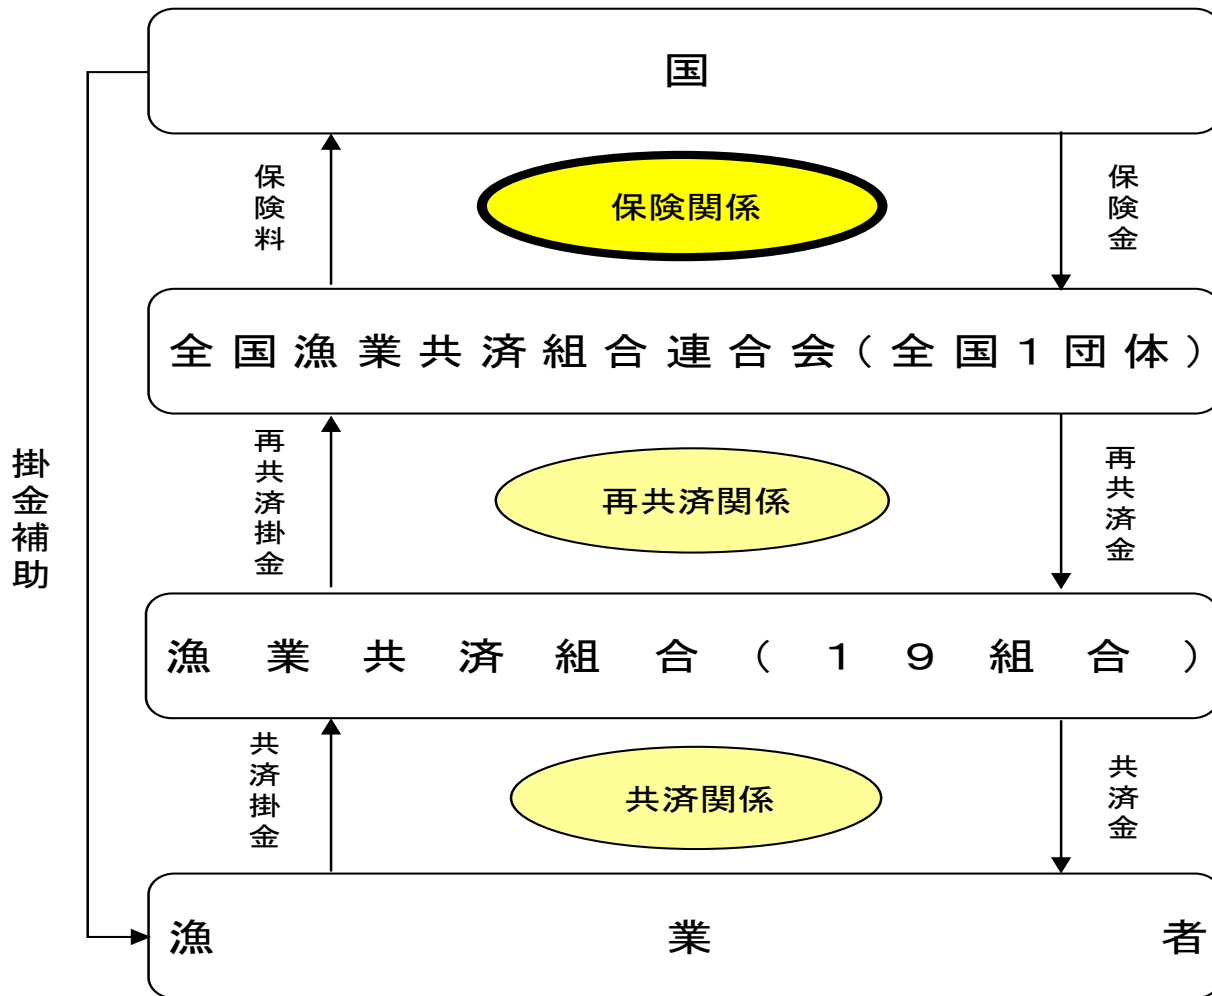 国
保険料
保険関係
保険金
全国漁業共済組合連合会(全国1団体)
掛金補助
再共済掛金
再共済関係
再共済金
漁業共済組合(19組合)
共済掛金
共済関係
共済金
漁業者